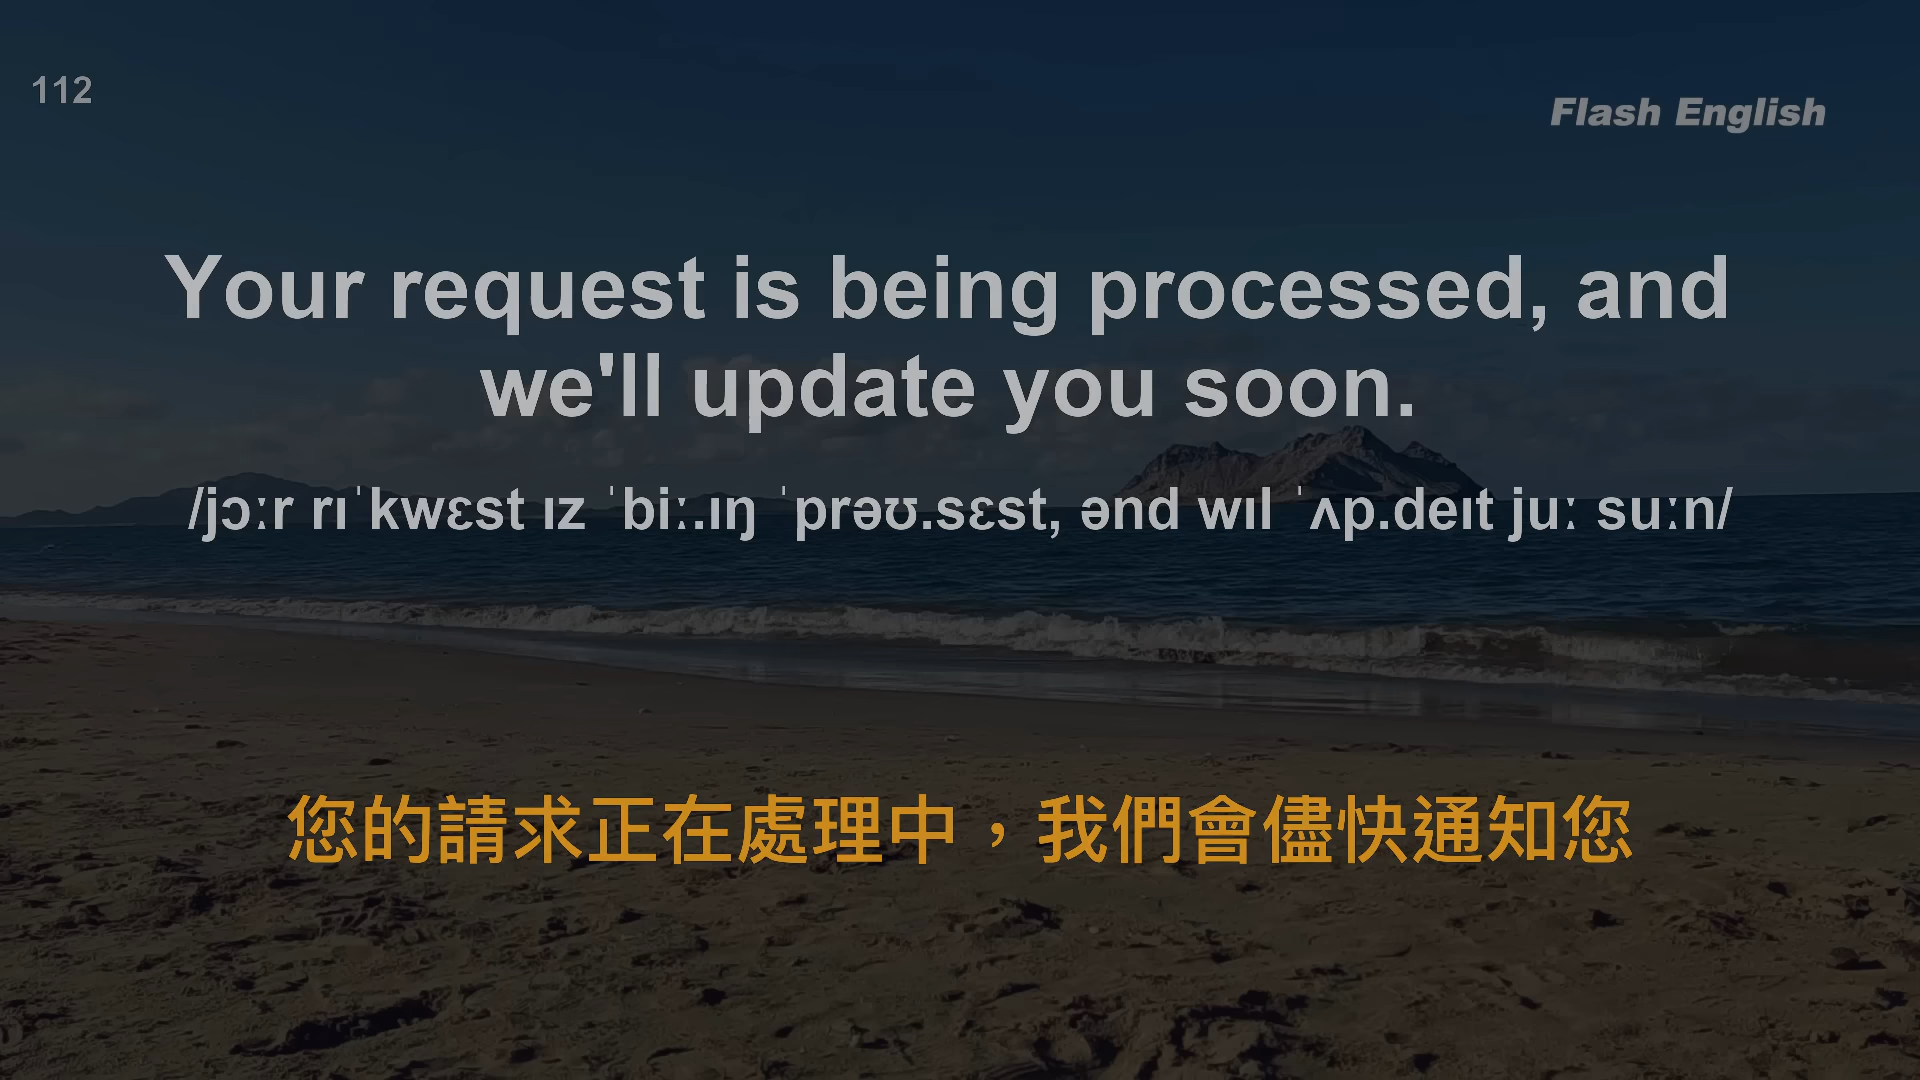 112
Flash English
Your request is being processed, and
we'll update you soon.
/jɔːr rɪˈkwɛst ɪz ˈbiː.ɪŋ ˈprəʊ.sɛst, ənd wɪl ˈʌp.deɪt juː suːn/
您的請求正在處理中，我們會儘快通知您